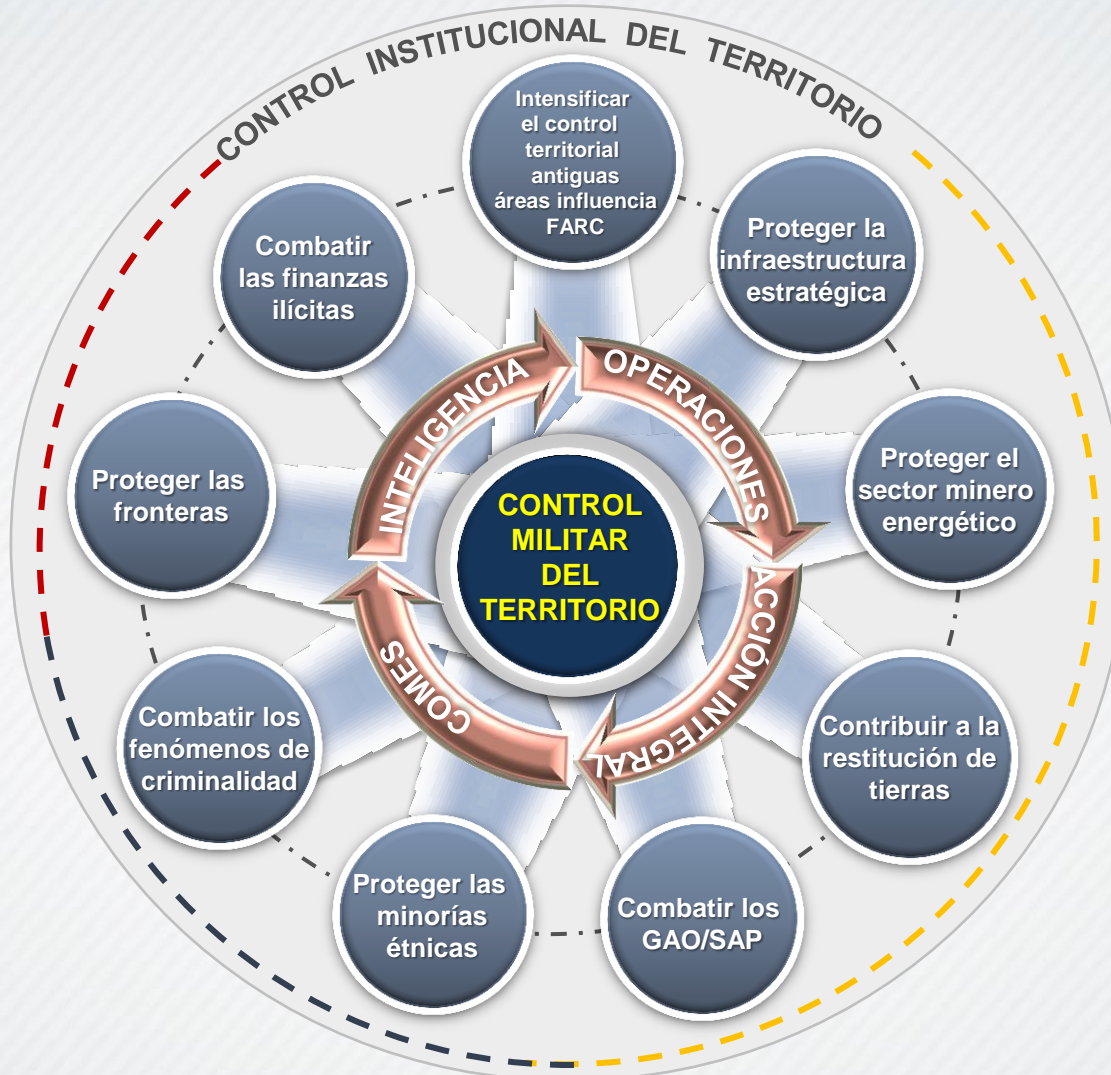 CONTROL INSTITUCIONAL DEL TERRITORIO
Intensificar
el control
territorial
antiguas
áreas influencia
FARC
Proteger la
infraestructura
estratégica
Proteger el
sector minero
energético
Contribuir a la
restitución de
tierras
Combatir los
GAO/SAP
Proteger las
minorías
étnicas
Combatir los
fenómenos de
criminalidad
Proteger las
fronteras
Combatir
las finanzas
ilícitas
INTELIGENCIA
OPERACIONES
ACCIÓN INTEGRAL
COMES
CONTROL
MILITAR
DEL
TERRITORIO